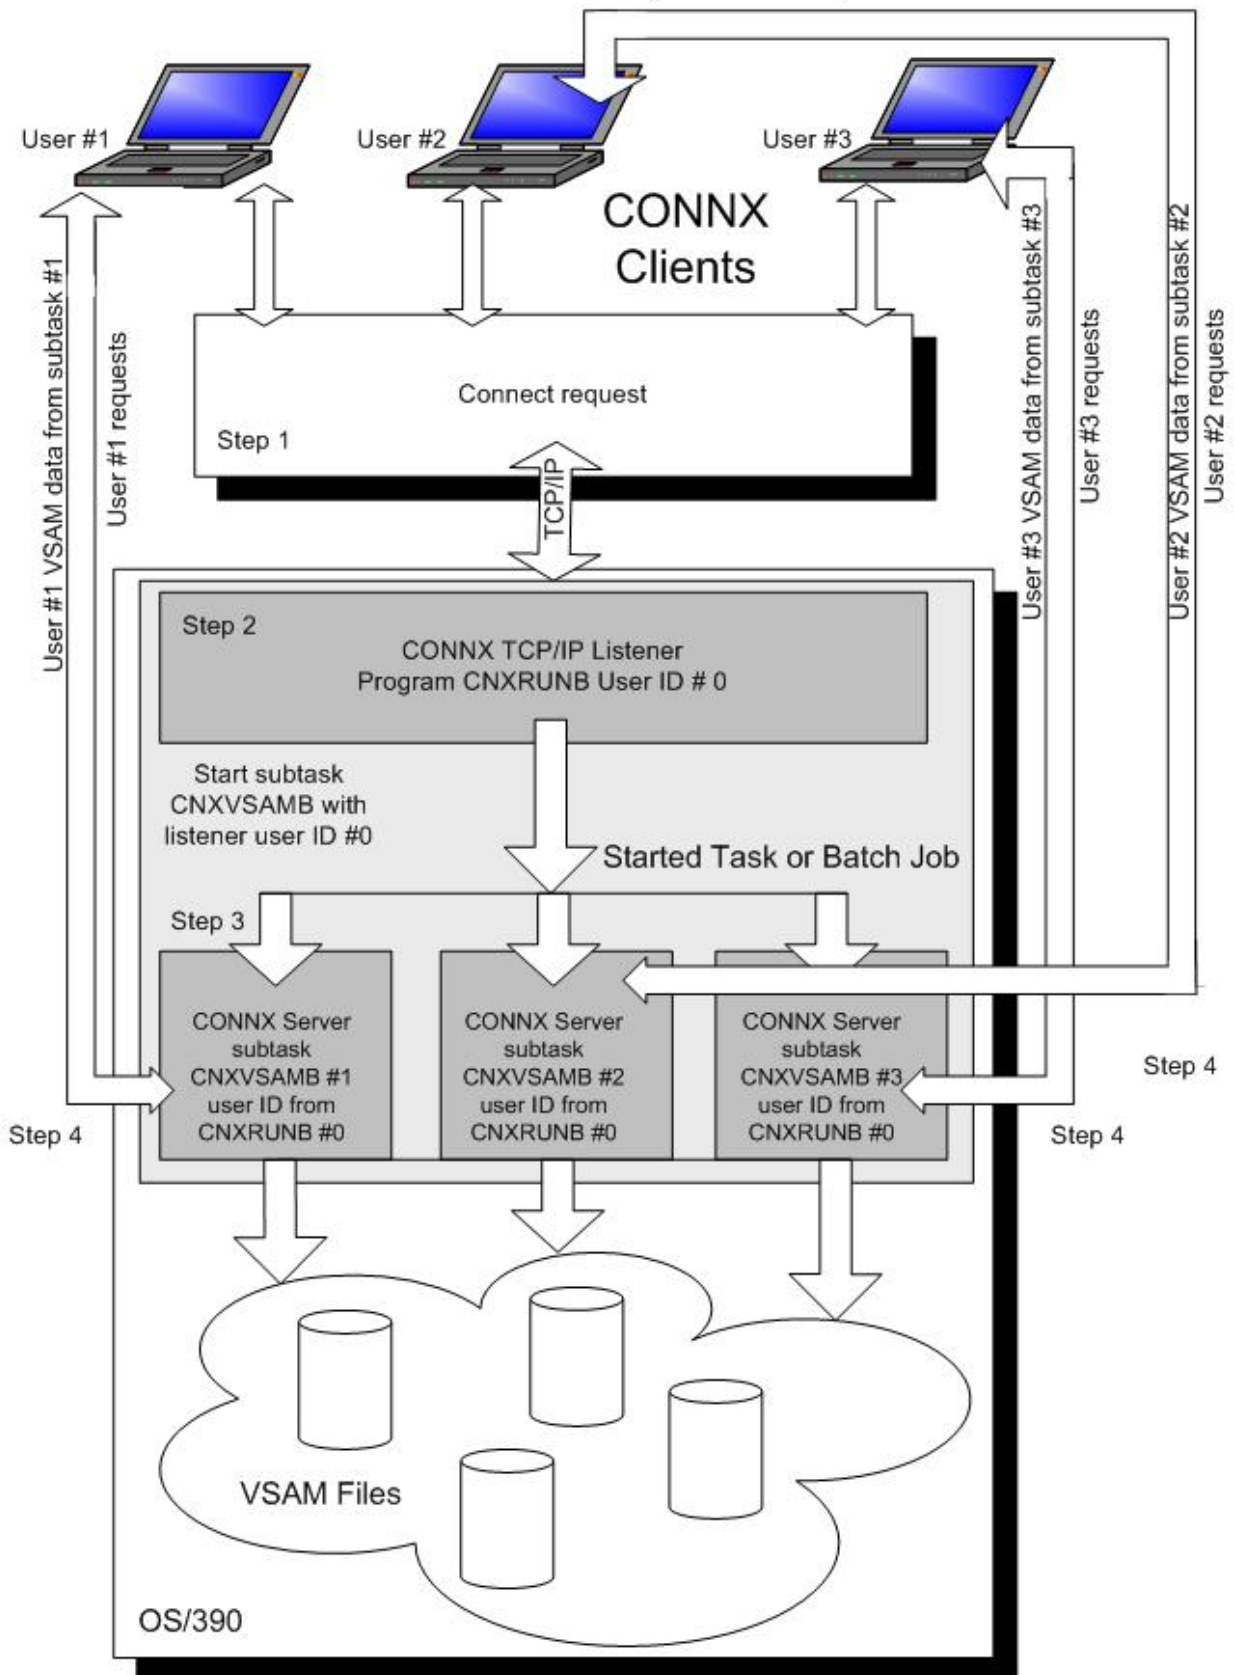 User #1
User #2
User #3
CONNX
Clients
User #1 VSAM data from subtask #1
User #1 requests
User #3 VSAM data from subtask #3
User #3 requests
User #2 VSAM data from subtask #2
User #2 requests
Connect request
Step 1
TCP/IP
Step 2
CONNX TCP/IP Listener
Program CNXRUNB User ID # 0
Start subtask
CNXVSAMB with
listener user ID #0
Started Task or Batch Job
Step 3
CONNX Server
subtask
CNXVSAMB #1
user ID from
CNXRUNB #0
CONNX Server
subtask
CNXVSAMB #2
user ID from
CNXRUNB #0
CONNX Server
subtask
CNXVSAMB #3
user ID from
CNXRUNB #0
Step 4
Step 4
Step 4
VSAM Files
OS/390